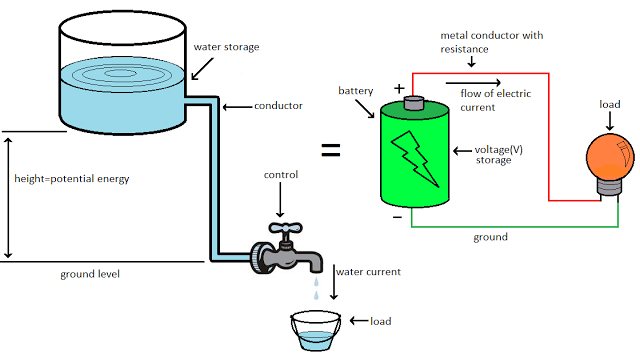 water storage
conductor
height=potential energy
control
ground level
water current
load
=
metal conductor with
resistance
battery
+
flow of electric
current
load
voltage(V)
storage
−
ground